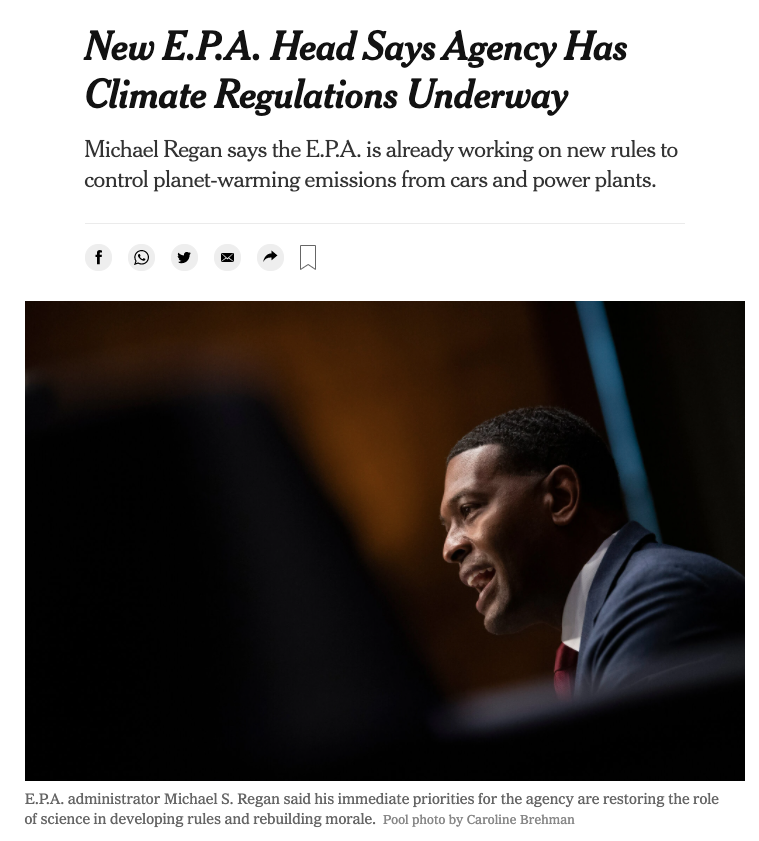 New E.P.A. Head Says Agency Has
Climate Regulations Underway
Michael Regan says the E.P.A. is already working on new rules to
control planet-warming emissions from cars and power plants.
E.P.A. administrator Michael S. Regan said his immediate priorities for the agency are restoring the role
of science in developing rules and rebuilding morale. Pool photo by Caroline Brehman